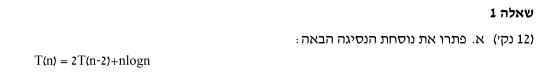 שאלה 1
(12 נק') א. פתרו את נוסחת הנסיגה הבאה:
T(n) = 2T(n-2)+nlogn